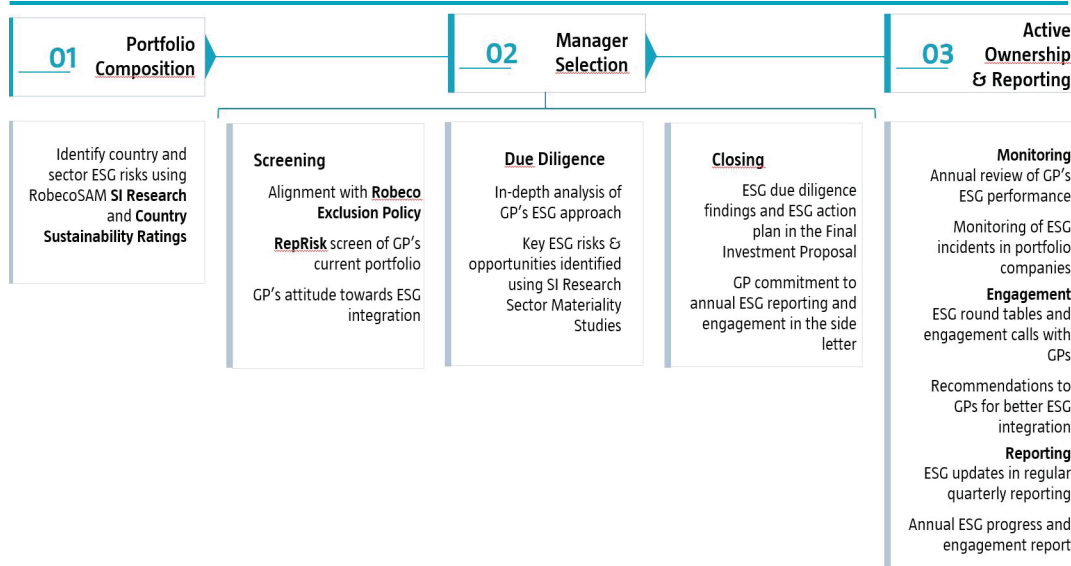 01
Portfolio
Composition
02
Manager
Selection
03
Active
Ownership
& Reporting
Identify country and
sector ESG risks using
RobecoSAM SI Research
and Country
Sustainability Ratings
Screening
Alignment with Robeco
Exclusion Policy
RepRisk screen of GP's
current portfolio
GP's attitude towards ESG
integration
Due Diligence
In-depth analysis of
GP's ESG approach
Key ESG risks &
opportunities identified
using SI Research
Sector Materiality
Studies
Closing
ESG due diligence
findings and ESG action
plan in the Final
Investment Proposal
GP commitment to
annual ESG reporting and
engagement in the side
letter
Monitoring
Annual review of GP's
ESG performance
Monitoring of ESG
incidents in portfolio
companies
Engagement
ESG round tables and
engagement calls with
GPs
Recommendations to
GPs for better ESG
integration
Reporting
ESG updates in regular
quarterly reporting
Annual ESG progress and
engagement report